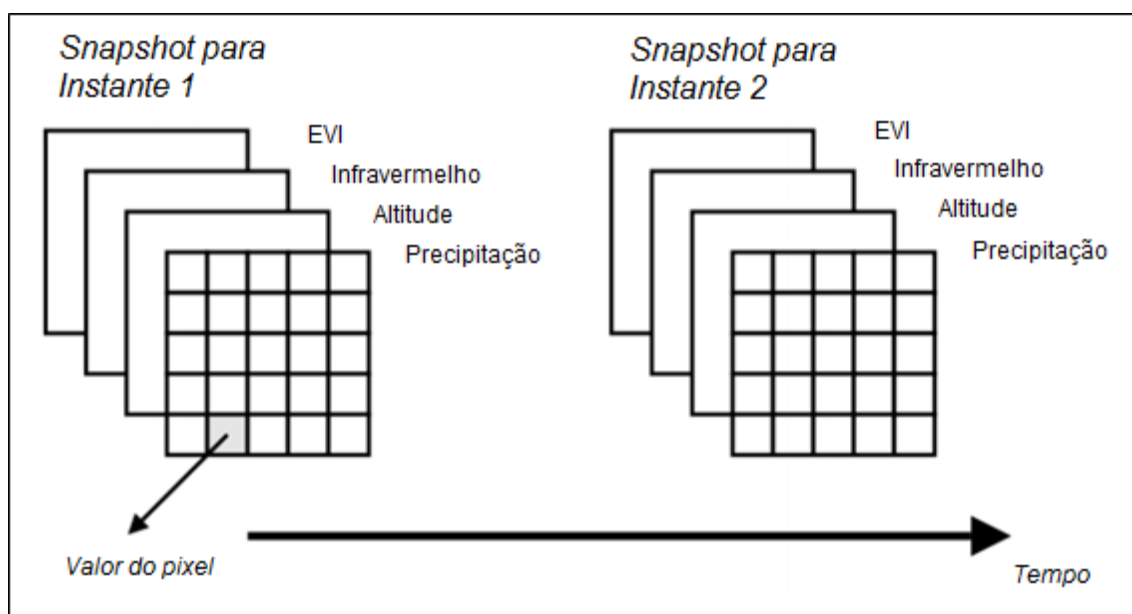 Snapshot para
Instante 1
EVI
Infravermelho
Altitude
Precipitação
Valor do pixel
Snapshot para
Instante 2
EVI
Infravermelho
Altitude
Precipitação
Tempo